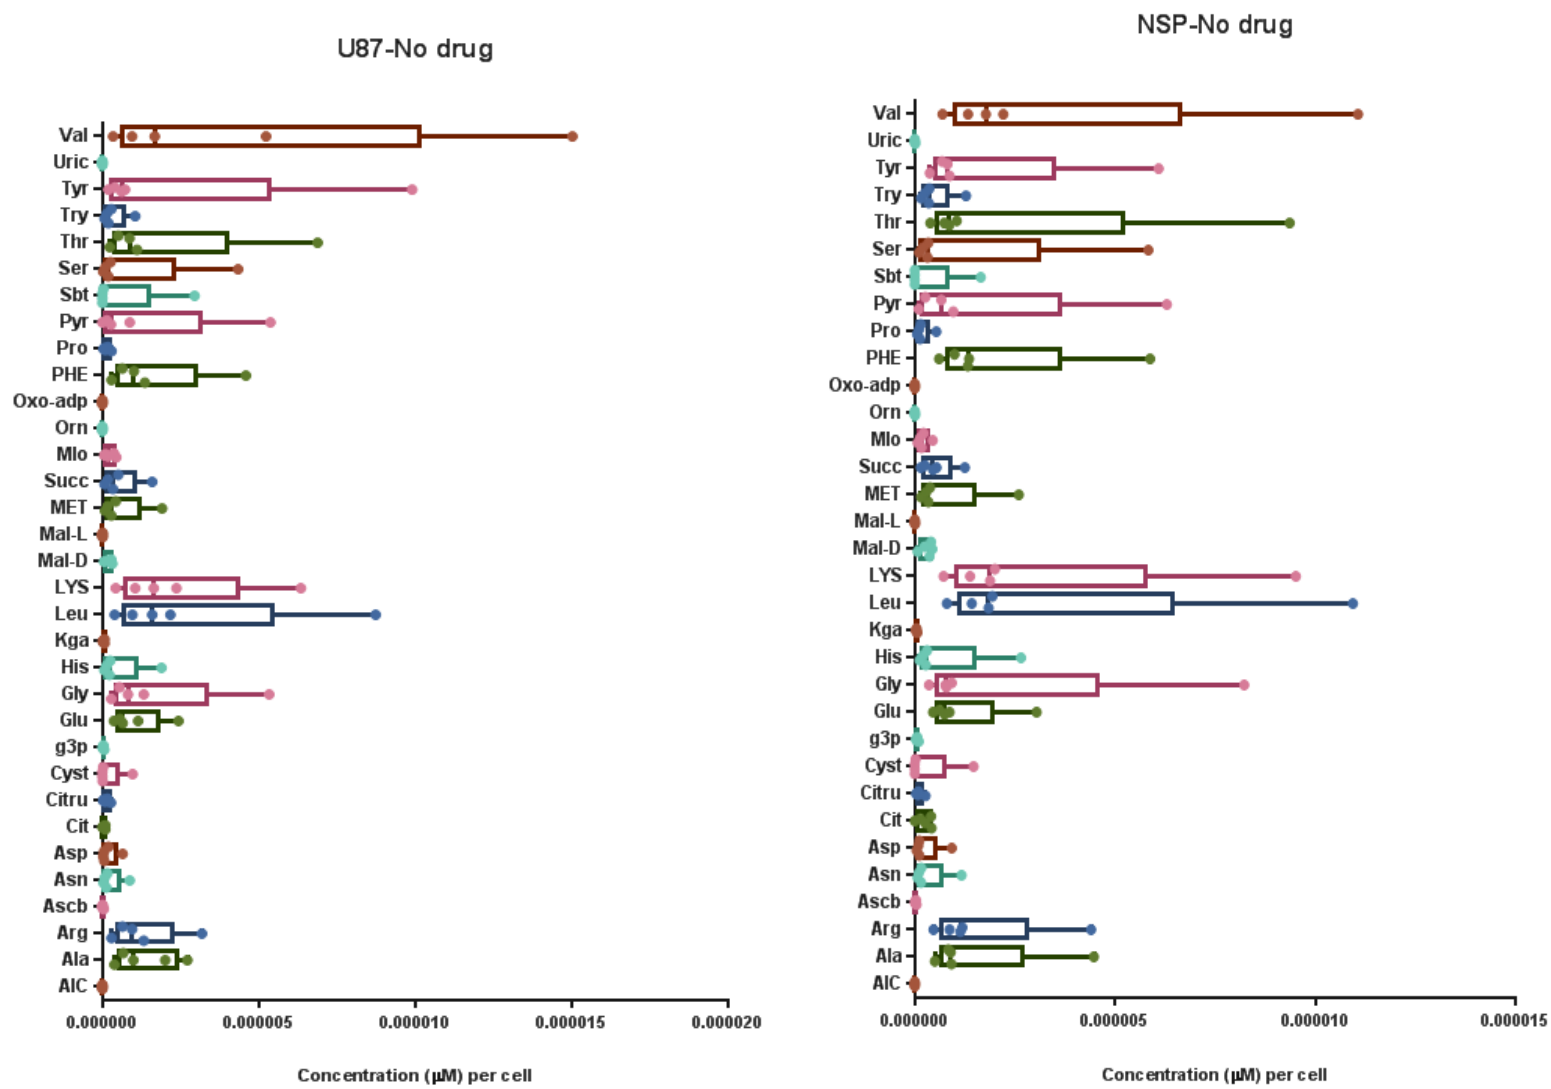 U87-No drug
Val
Uric
Tyr
Try
Thr
Ser
Sbt
Pyr
Pro
PHE
Oxo-adp
Orn
Mlo
Succ
MET
Mal-L
Mal-D
LYS
Leu
Kga
His
Gly
Glu
g3p
Cyst
Citru
Cit
Asp
Asn
Ascb
Arg
Ala
AIC
0.000000 0.000005 0.000010 0.000015 0.000020
Concentration (μM) per cell
NSP-No drug
Val
Uric
Tyr
Try
Thr
Ser
Sbt
Pyr
Pro
PHE
Oxo-adp
Orn
Mlo
Succ
MET
Mal-L
Mal-D
LYS
Leu
Kga
His
Gly
Glu
g3p
Cyst
Citru
Cit
Asp
Asn
Ascb
Arg
Ala
AIC
0.000000 0.000005 0.000010 0.000015
Concentration (μM) per cell